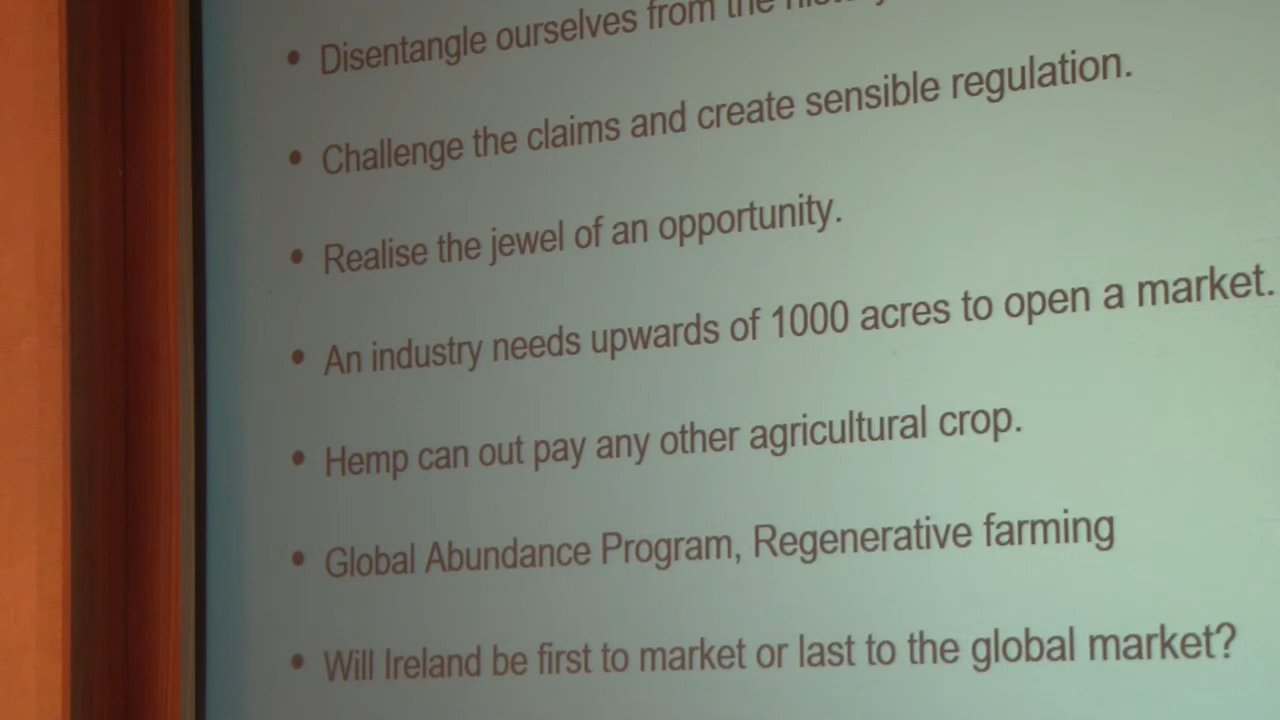 • Disentangle ourselves from the history
• Challenge the claims and create sensible regulation.
• Realise the jewel of an opportunity.
• An industry needs upwards of 1000 acres to open a market.
• Hemp can out pay any other agricultural crop.
• Global Abundance Program, Regenerative farming
• Will Ireland be first to market or last to the global market?